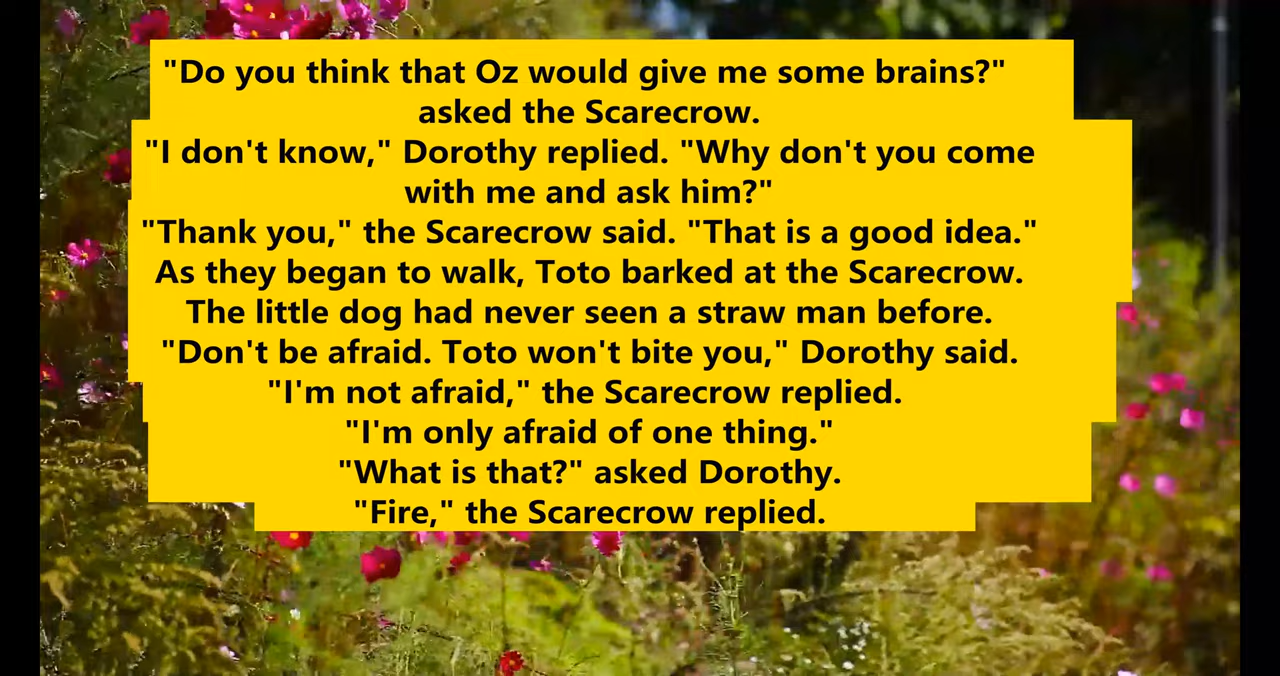 "Do you think that Oz would give me some brains?"
asked the Scarecrow.
"I don't know," Dorothy replied. "Why don't you come
with me and ask him?"
"Thank you," the Scarecrow said. "That is a good idea."
As they began to walk, Toto barked at the Scarecrow.
The little dog had never seen a straw man before.
"Don't be afraid. Toto won't bite you," Dorothy said.
"I'm not afraid," the Scarecrow replied.
"I'm only afraid of one thing."
"What is that?" asked Dorothy.
"Fire," the Scarecrow replied.